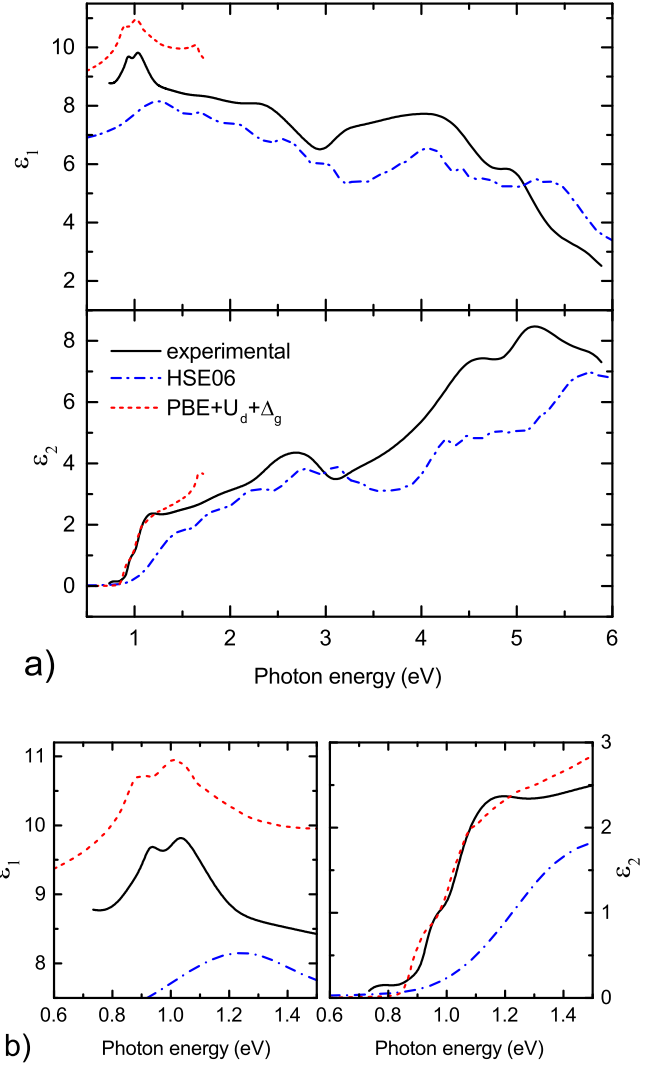 10
8
6
4
2
ε1
8
6
4
2
0
ε2
experimental
HSE06
PBE+Ud+Δg
1 2 3 4 5 6
a) Photon energy (eV)
11
10
9
8
ε1
0.6 0.8 1.0 1.2 1.4
Photon energy (eV)
3
2
1
0
ε2
0.6 0.8 1.0 1.2 1.4
Photon energy (eV)
b)